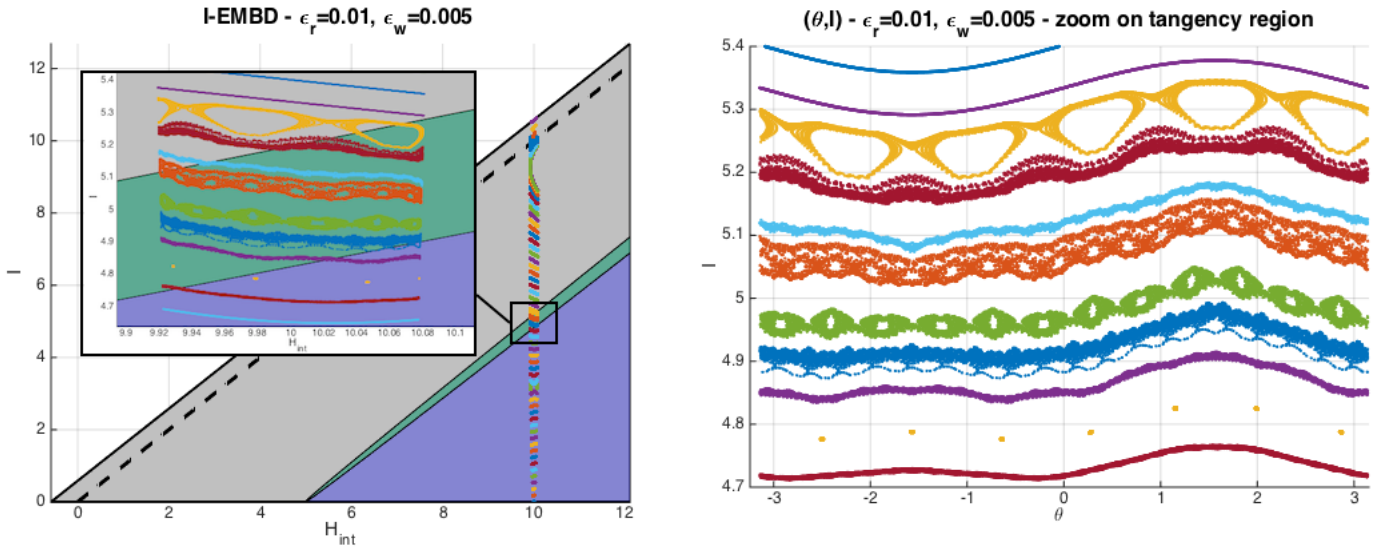 I-EMBD - ϵr=0.01, ϵw=0.005
12
10
8
6
4
2
0
I
0 2 4 6 8 10 12
Hint
5.4
5.3
5.2
5.1
5
4.9
4.8
4.7
I
9.9 9.92 9.94 9.96 9.98 10 10.02 10.04 10.06 10.08 10.1
Hint
(θ,I) - ϵr=0.01, ϵw=0.005 - zoom on tangency region
5.4
5.3
5.2
5.1
5
4.9
4.8
4.7
I
-3 -2 -1 0 1 2 3
θ